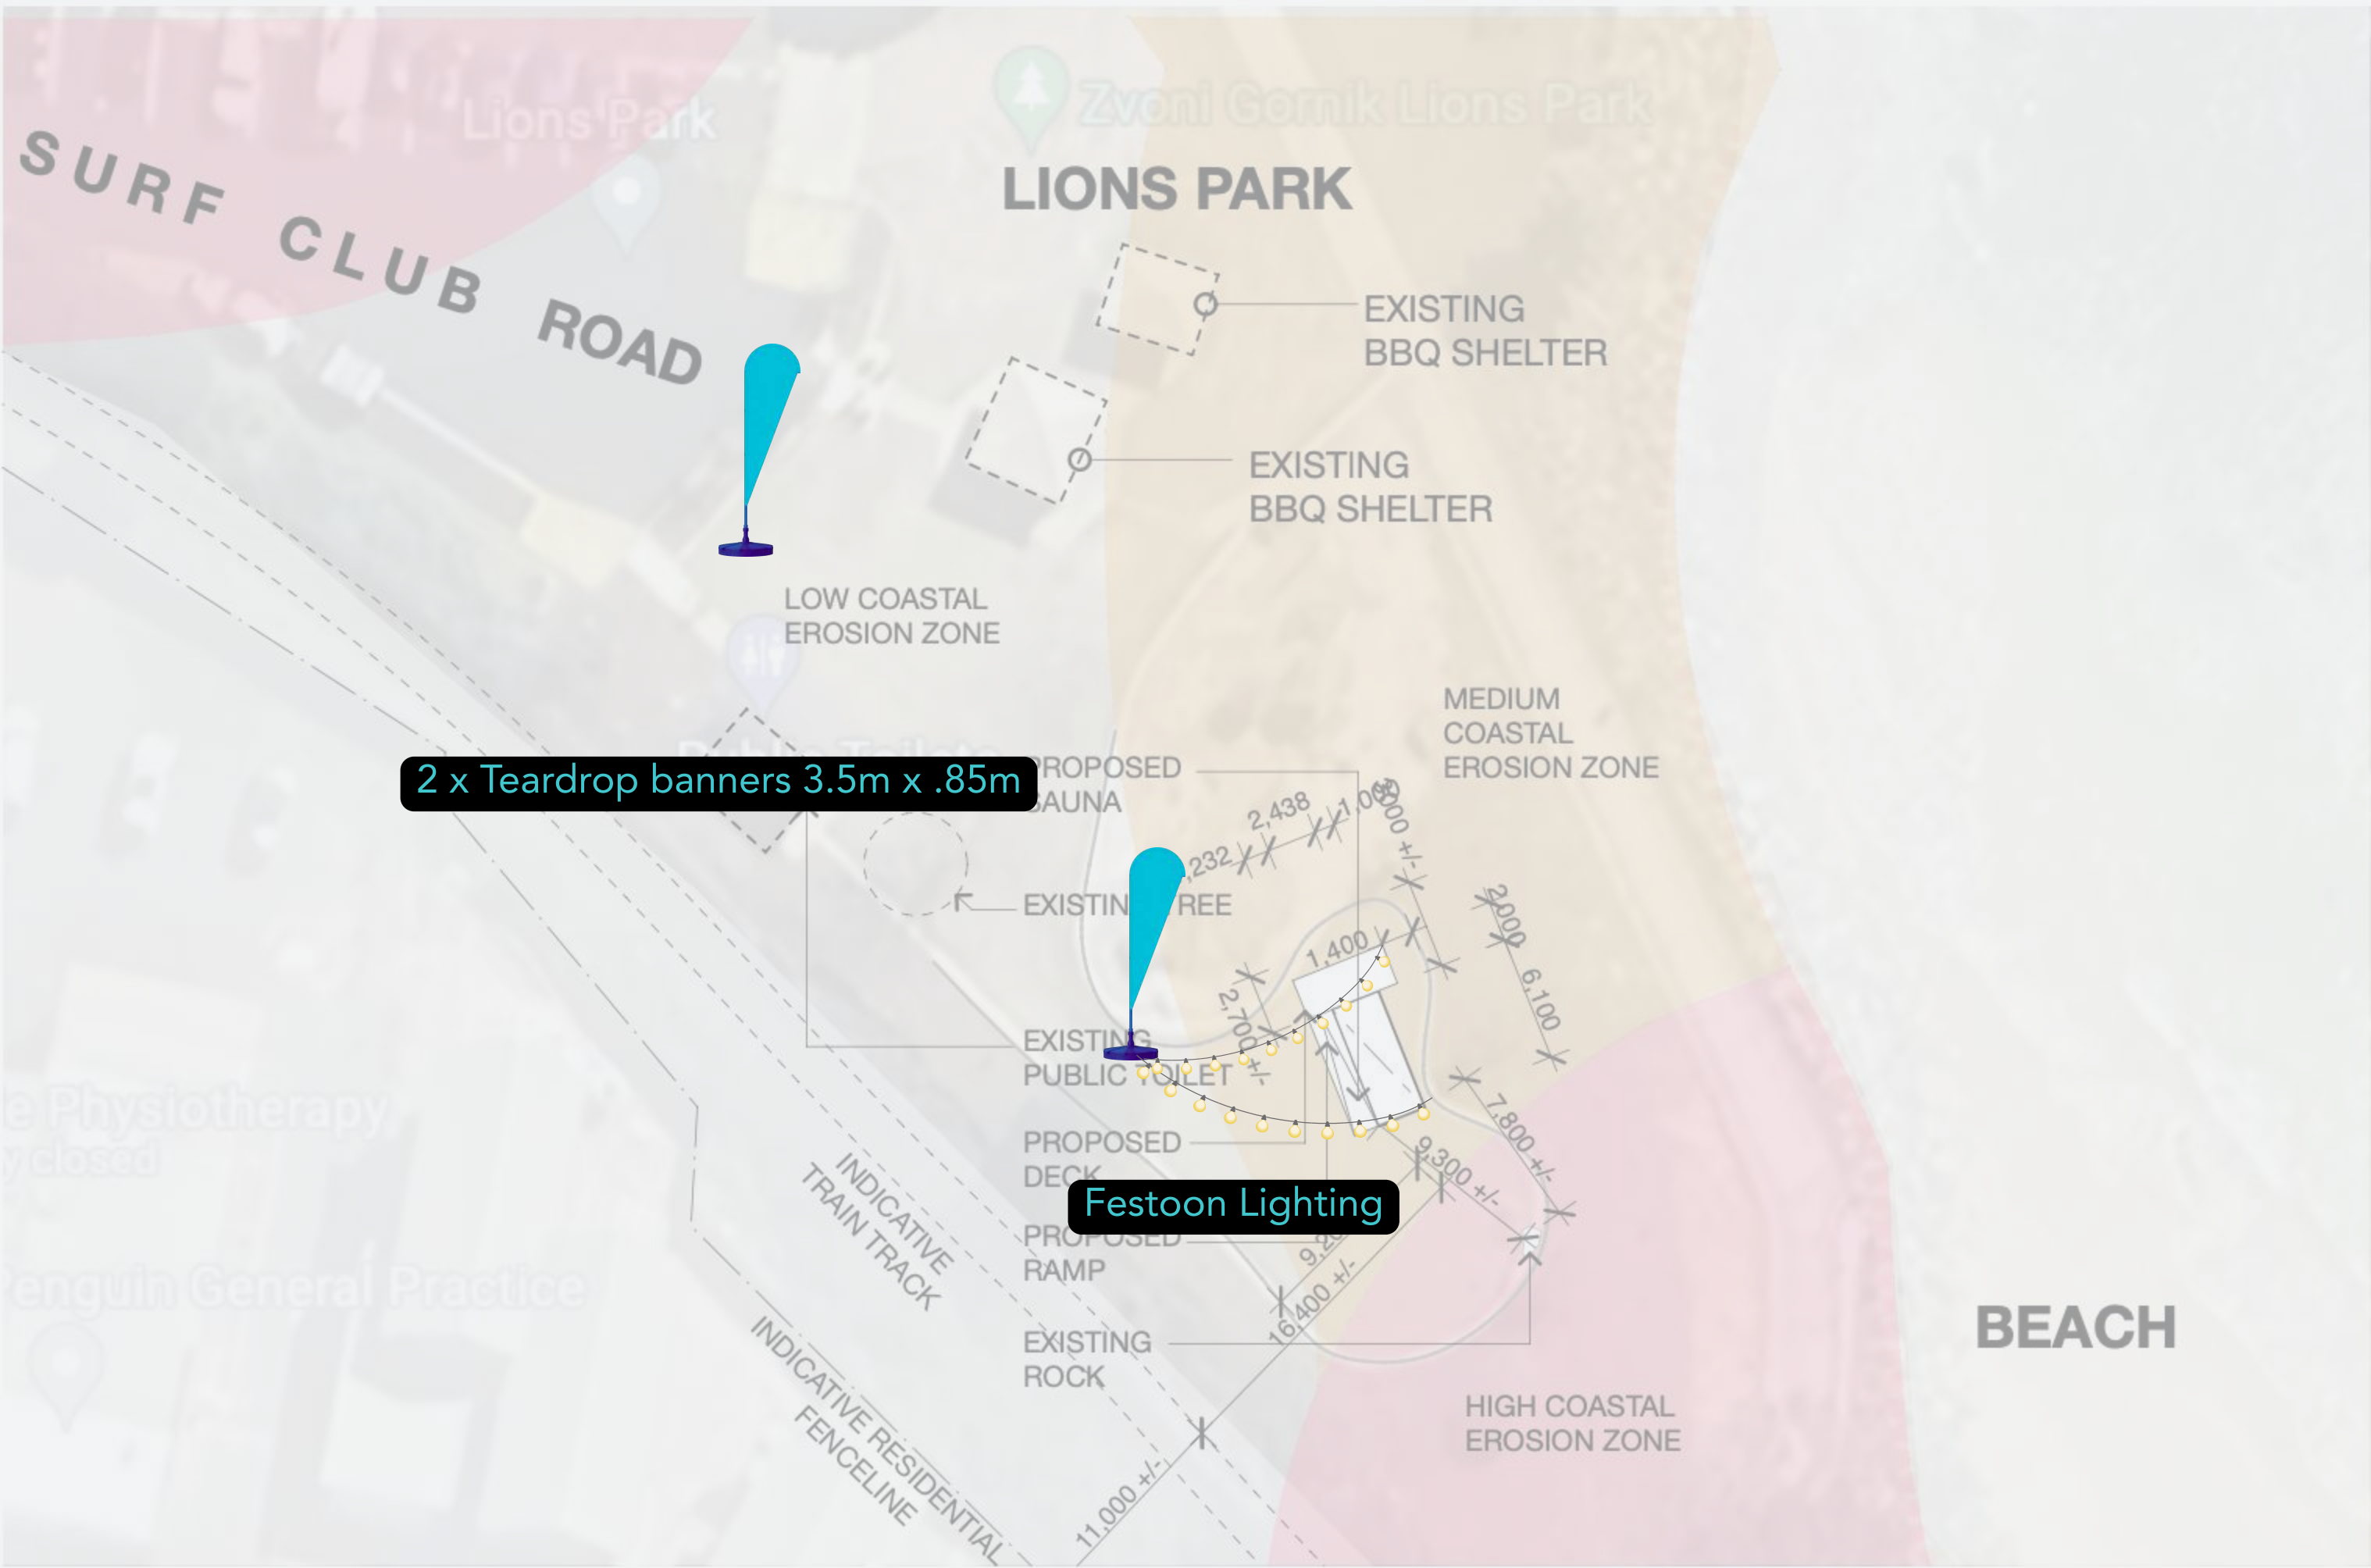 Lions Park
Zvoni Gornik Lions Park
SURF CLUB ROAD
LIONS PARK
EXISTING
BBQ SHELTER
EXISTING
BBQ SHELTER
LOW COASTAL
EROSION ZONE
MEDIUM
COASTAL
EROSION ZONE
2 x Teardrop banners 3.5m x .85m
PROPOSED
SAUNA
2,438
,232
EXISTING TREE
2000
6,100
1,400
2,700 +/-
EXISTING
PUBLIC TOILET
7,800 +/-
9,300 +/-
PROPOSED
DECK
Festoon Lighting
PROPOSED
RAMP
16,400 +/-
EXISTING
ROCK
11,000 +/-
INDICATIVE
TRAIN TRACK
INDICATIVE RESIDENTIAL
FENCELINE
HIGH COASTAL
EROSION ZONE
BEACH
le Physiotherapy
y closed
Penguin General Practice